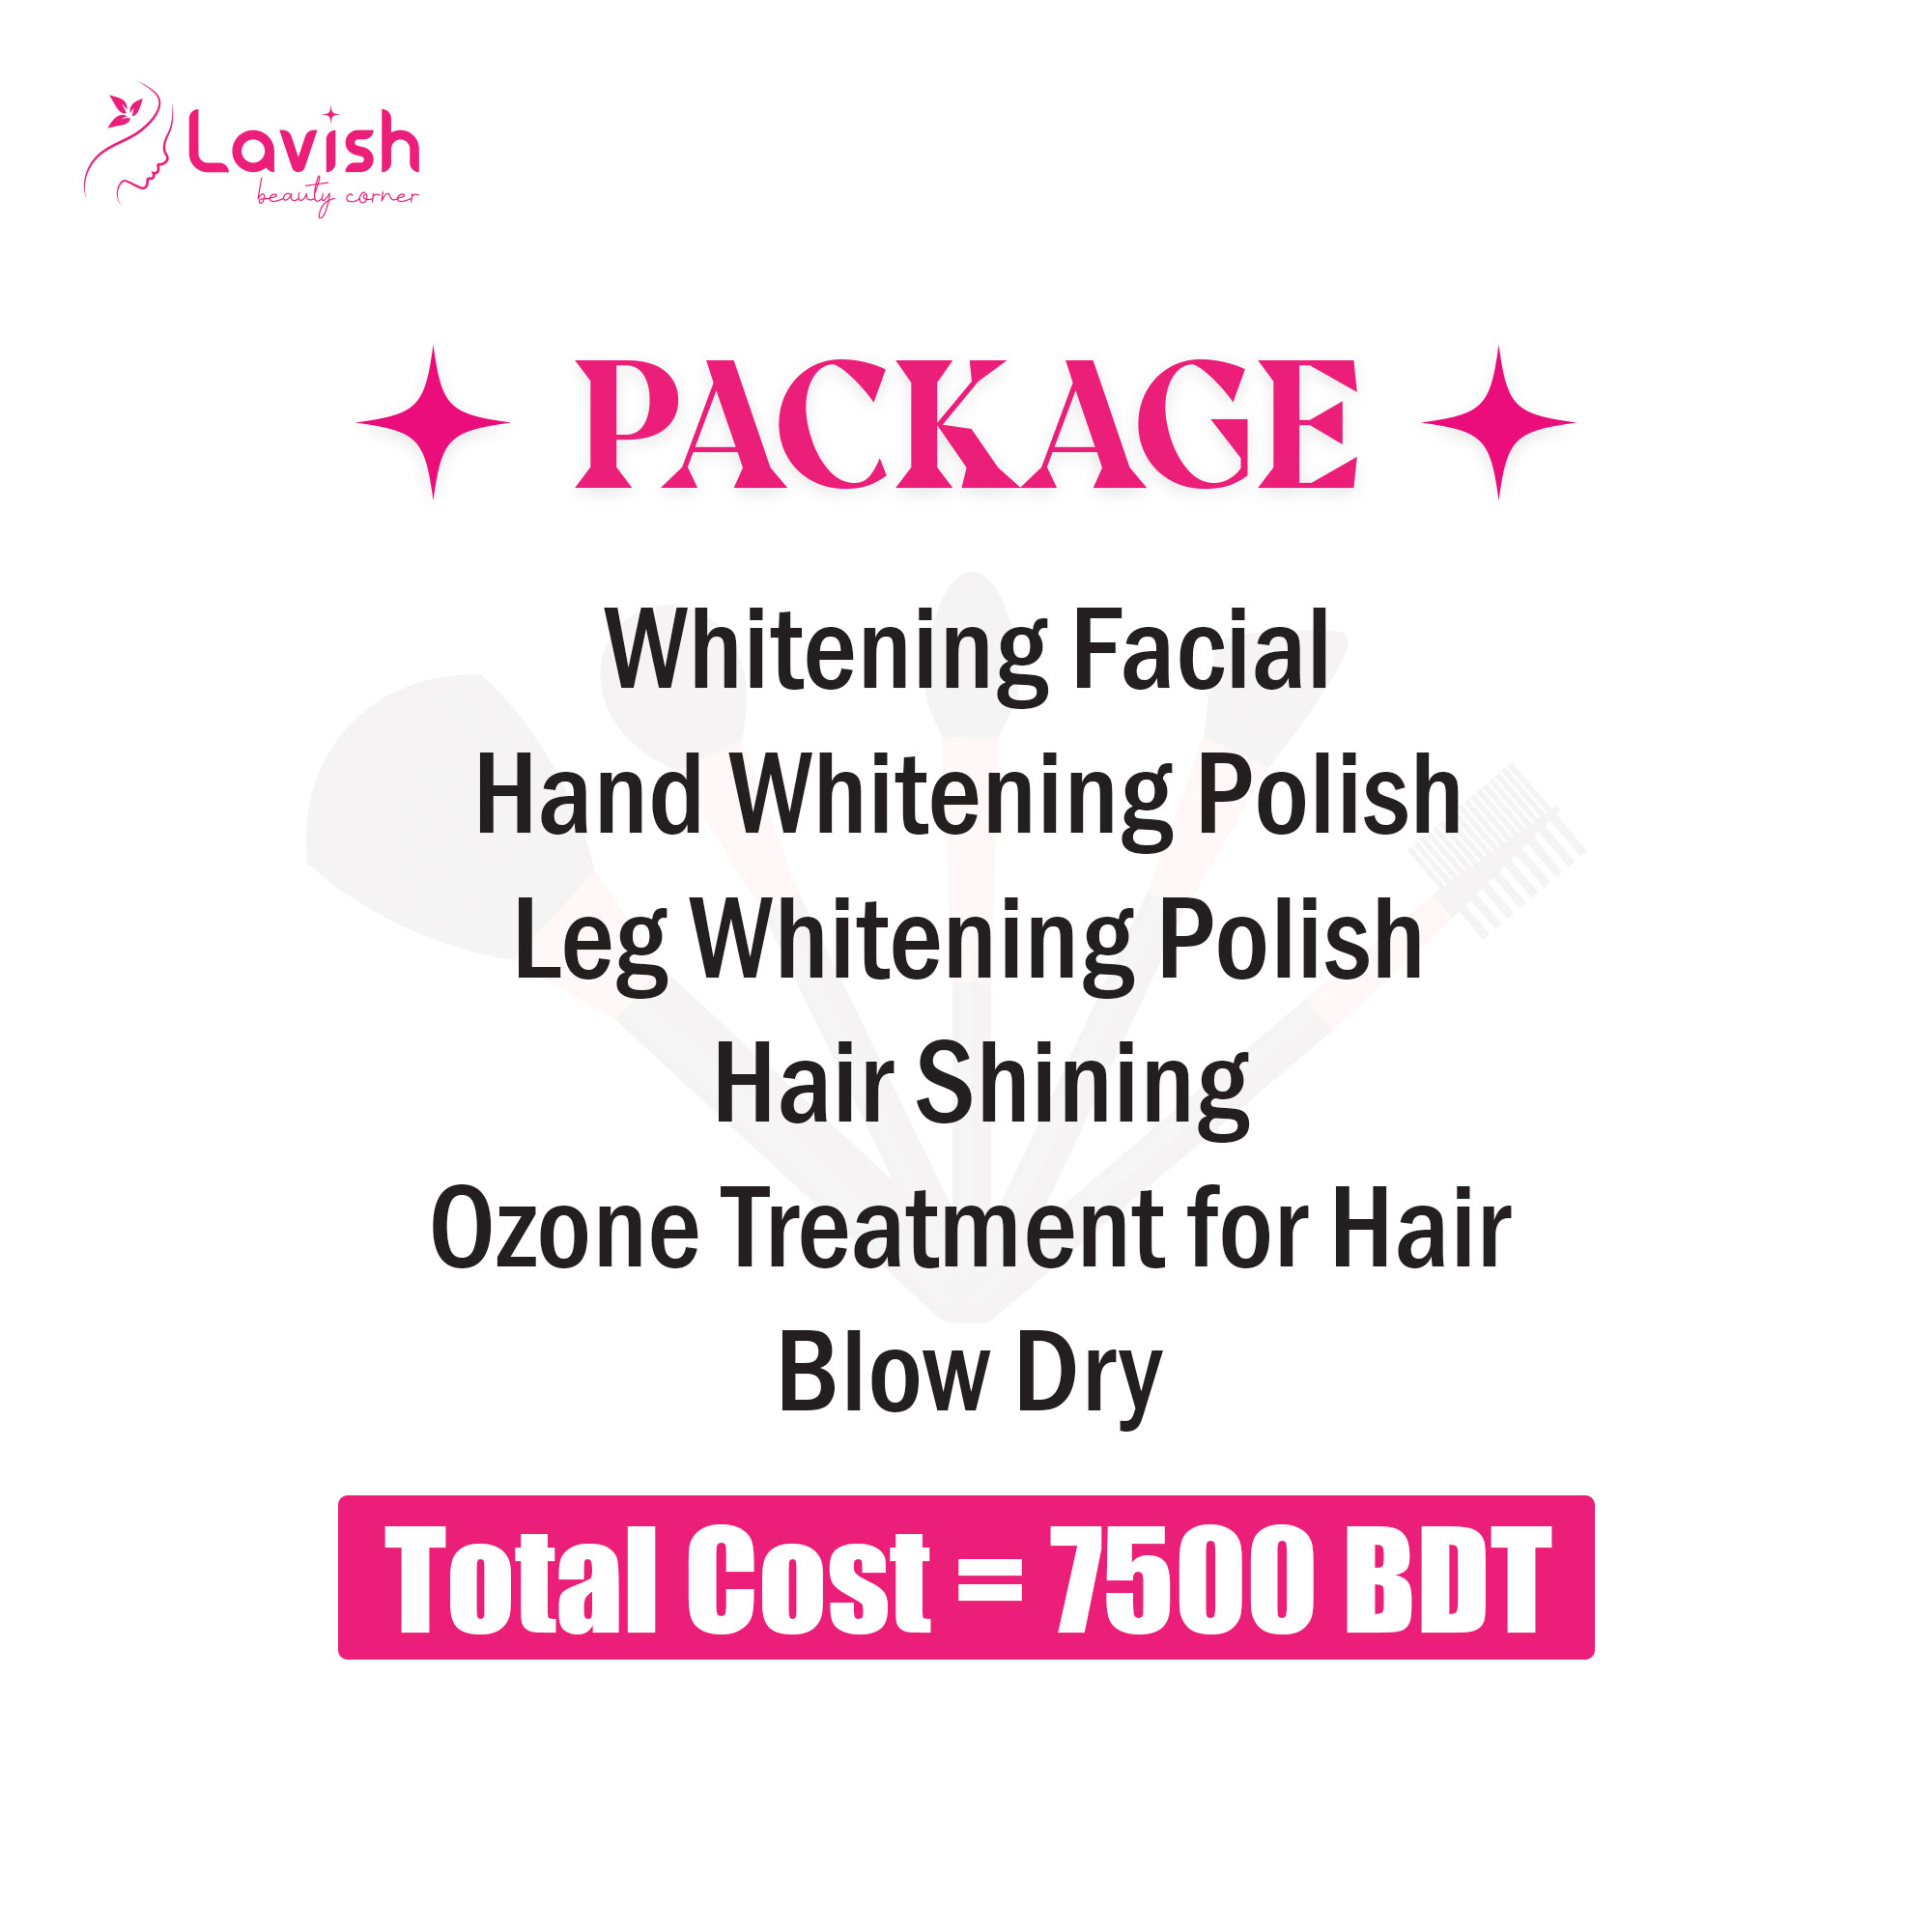 Lavish
beauty corner
PACKAGE
Whitening Facial
Hand Whitening Polish
Leg Whitening Polish
Hair Shining
Ozone Treatment for Hair
Blow Dry
Total Cost = 7500 BDT